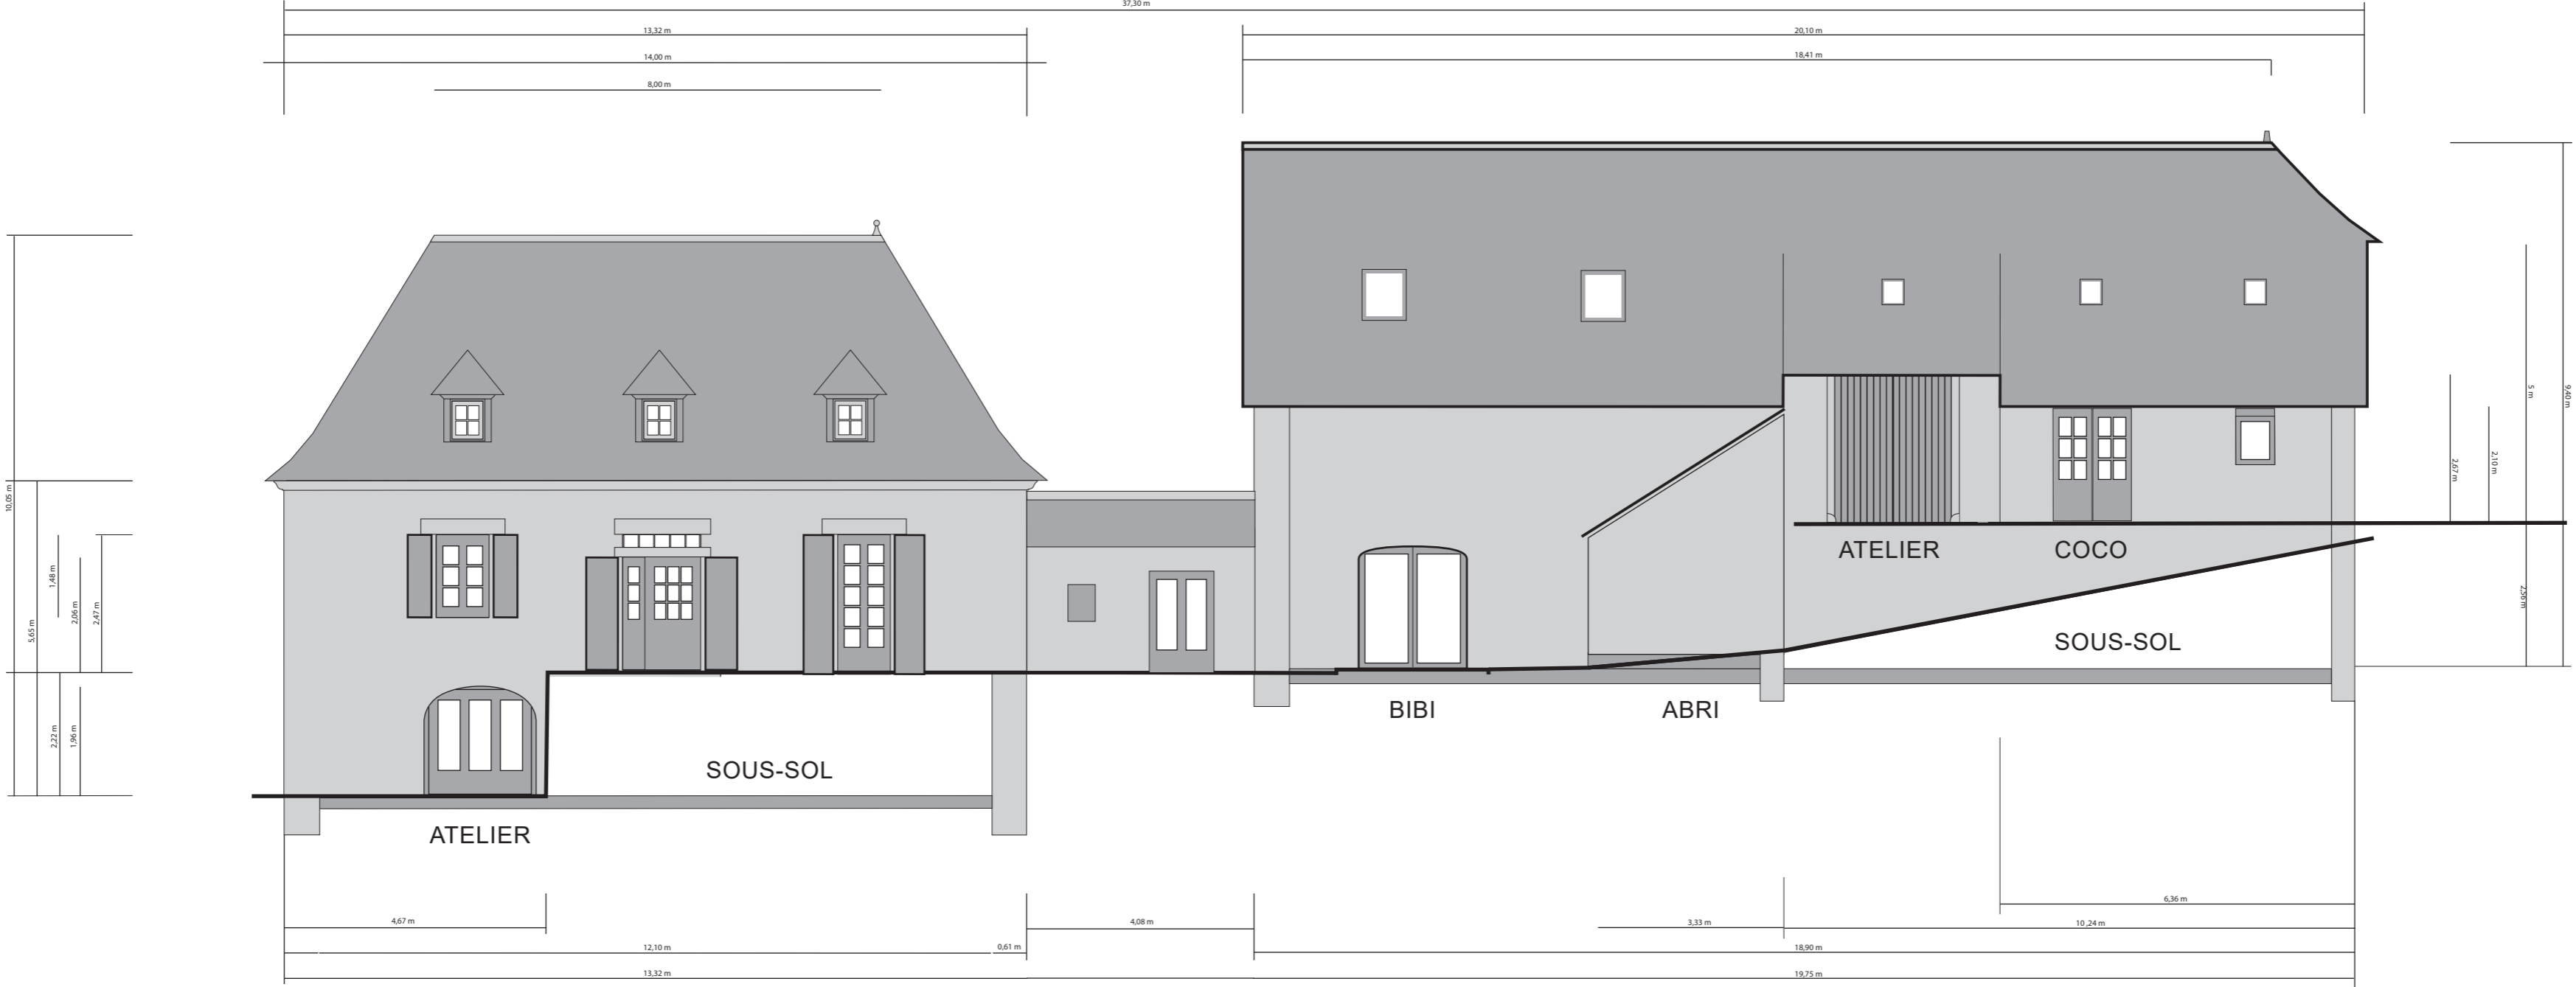 37,30 m
13,32 m
20,10 m
14,00 m
18,41 m
8,00 m
10,05 m
5,65 m
1,48 m
2,06 m
2,47 m
2,22 m
1,96 m
9,40 m
5 m
2,67 m
2,10 m
2,56 m
ATELIER
COCO
SOUS-SOL
BIBI
ABRI
SOUS-SOL
ATELIER
6,36 m
4,67 m
4,08 m
3,33 m
10 ,24 m
12,10 m
0,61 m
18,90 m
13,32 m
19,75 m